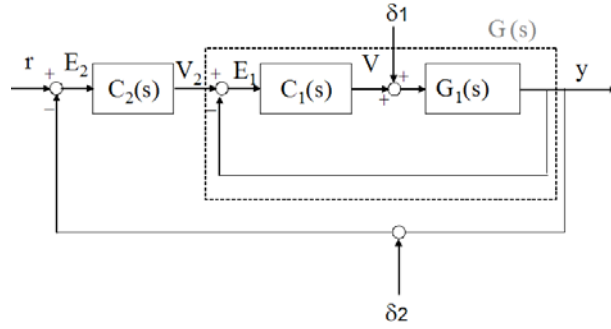 δ1
G(s)
r + E₂ C₂(s) V₂ + E₁ C₁(s) V + + G₁(s) y
− −
δ2